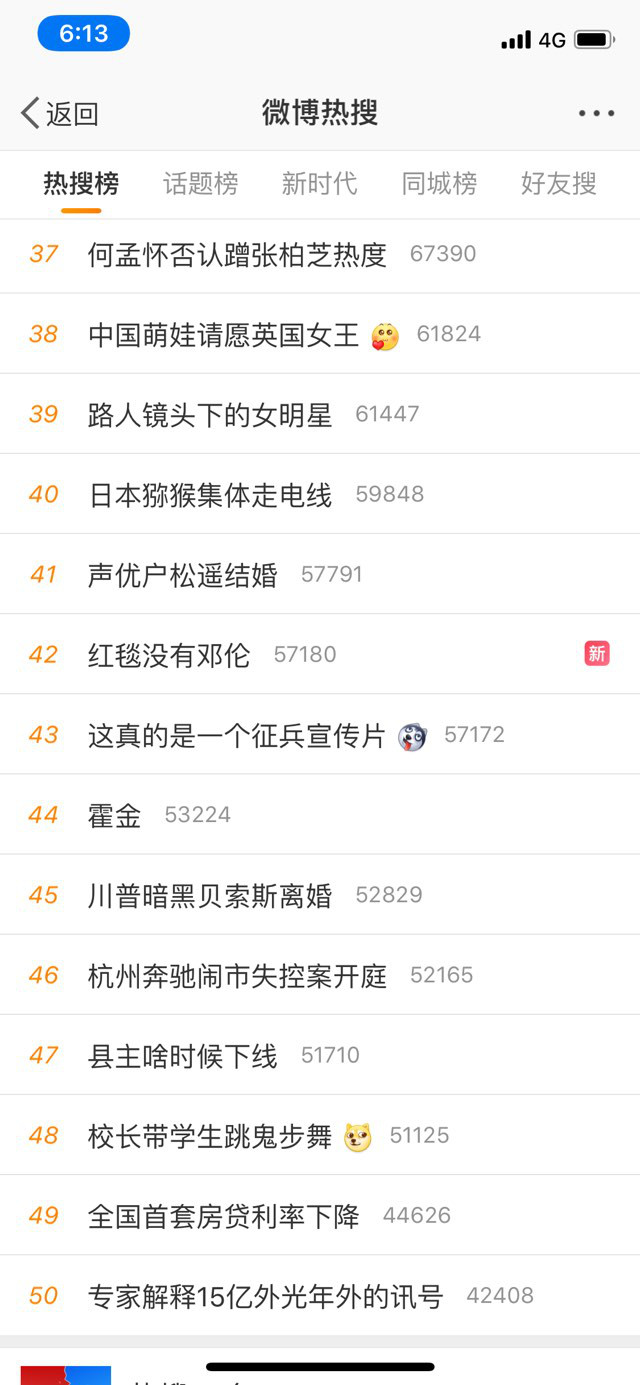 6:13
4G
返回
微博热搜
热搜榜 话题榜 新时代 同城榜 好友搜
37 何孟怀否认蹭张柏芝热度 67390
38 中国萌娃请愿英国女王 61824
39 路人镜头下的女明星 61447
40 日本猕猴集体走电线 59848
41 声优户松遥结婚 57791
42 红毯没有邓伦 57180 新
43 这真的是一个征兵宣传片 57172
44 霍金 53224
45 川普暗黑贝索斯离婚 52829
46 杭州奔驰闹市失控案开庭 52165
47 县主啥时候下线 51710
48 校长带学生跳鬼步舞 51125
49 全国首套房贷利率下降 44626
50 专家解释15亿外光年外的讯号 42408